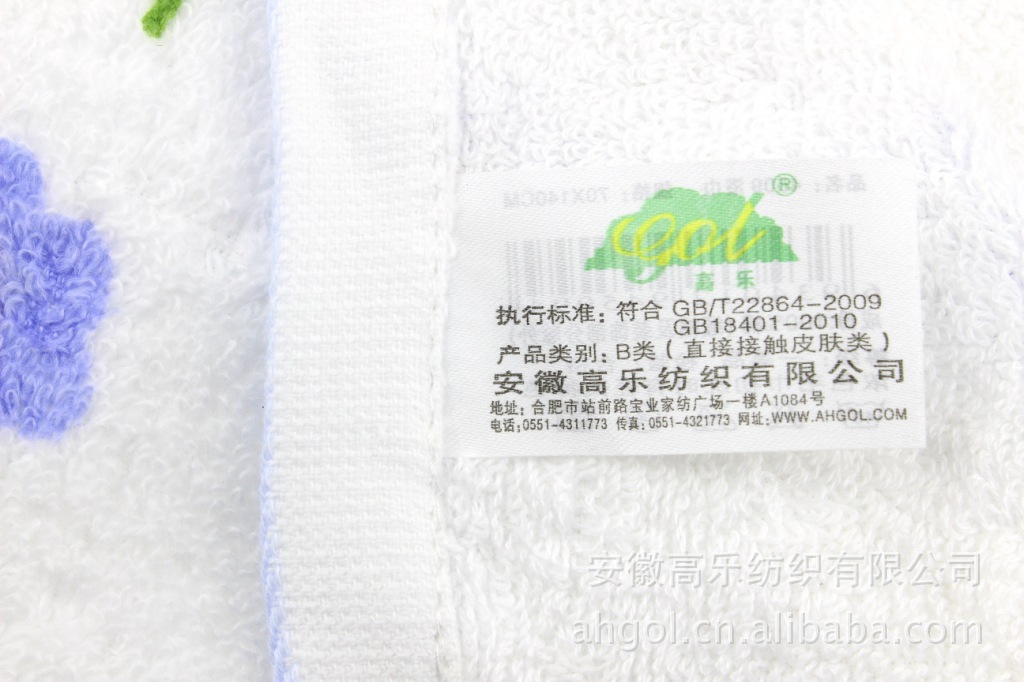 gol®
高乐
执行标准：符合 GB/T22864-2009
GB18401-2010
产品类别：B类（直接接触皮肤类）
安徽高乐纺织有限公司
地址：合肥市站前路宝业家纺广场一楼A1084号
电话:0551-4311773 传真:0551-4321773 网址:WWW.AHGOL.COM
安徽高乐纺织有限公司
ahgol.cn.alibaba.com